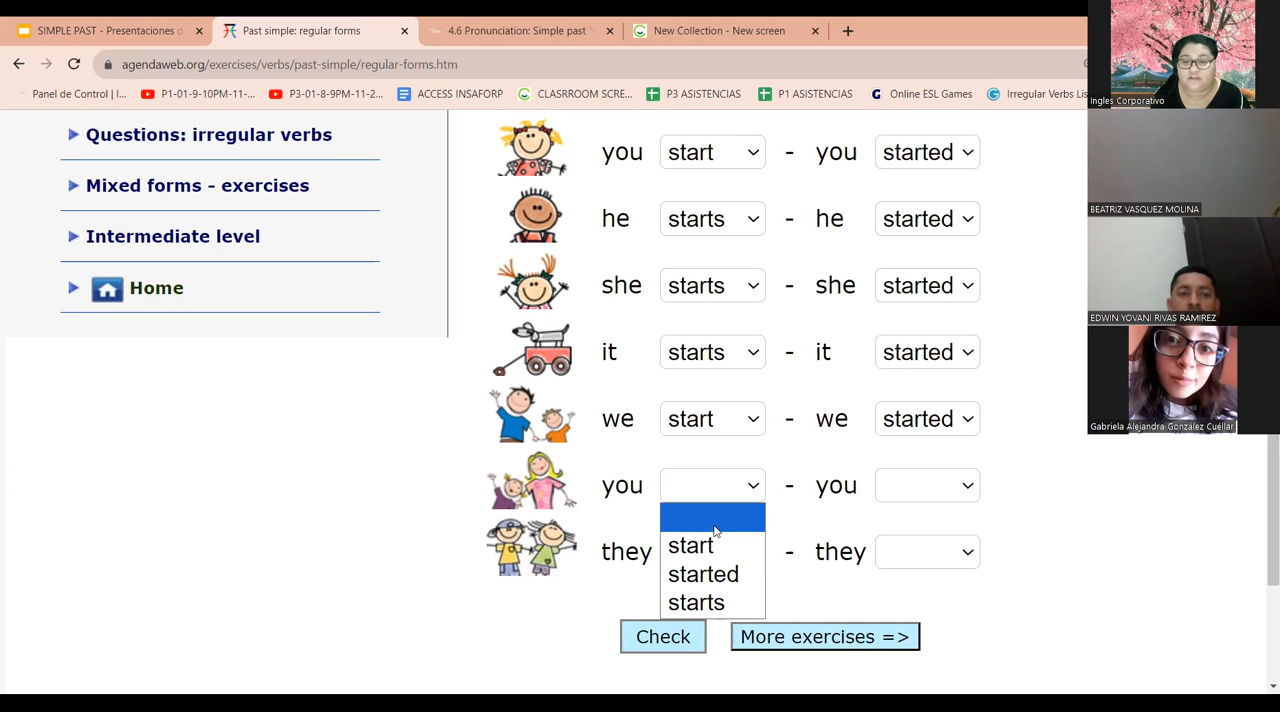 SIMPLE PAST - Presentaciones d
Past simple: regular forms
4.6 Pronunciation: Simple past
New Collection - New screen
agendaweb.org/exercises/verbs/past-simple/regular-forms.htm
Panel de Control | I...
P1-01-9-10PM-11-...
P3-01-8-9PM-11-2...
ACCESS INSAFORP
CLASRROOM SCRE...
P3 ASISTENCIAS
P1 ASISTENCIAS
Online ESL Games
Irregular Verbs Lis
Ingles Corporativo
BEATRIZ VASQUEZ MOLINA
EDWIN YOVANI RIVAS RAMIREZ
Gabriela Alejandra González Cuéllar
Questions: irregular verbs
Mixed forms - exercises
Intermediate level
Home
you start - you started
he starts - he started
she starts - she started
it starts - it started
we start - we started
you - you
start
started
starts
they - they
Check
More exercises =>